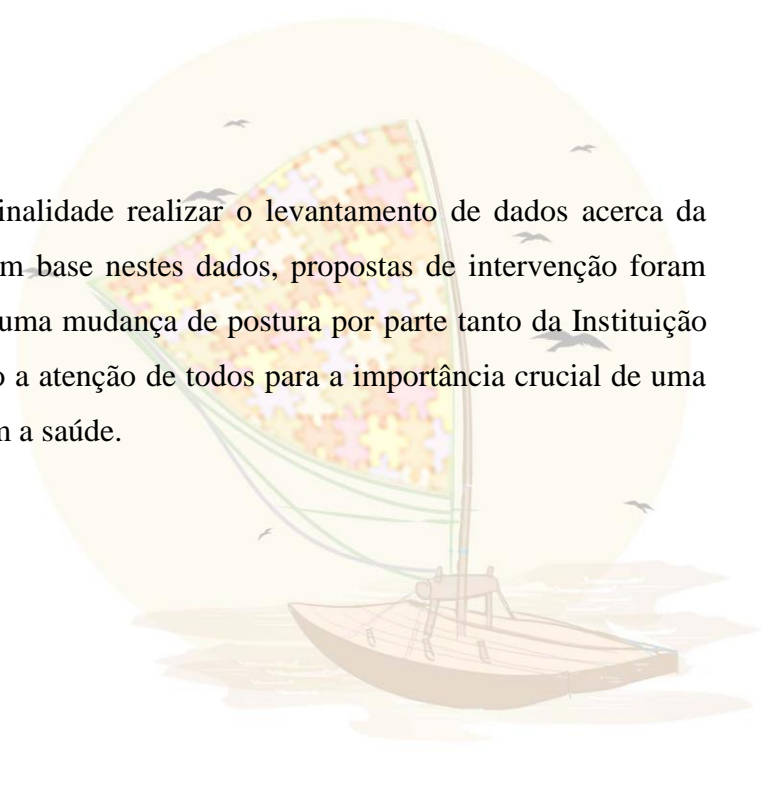 inalidade realizar o levantamento de dados acerca da
m base nestes dados, propostas de intervenção foram
uma mudança de postura por parte tanto da Instituição
o a atenção de todos para a importância crucial de uma
m a saúde.